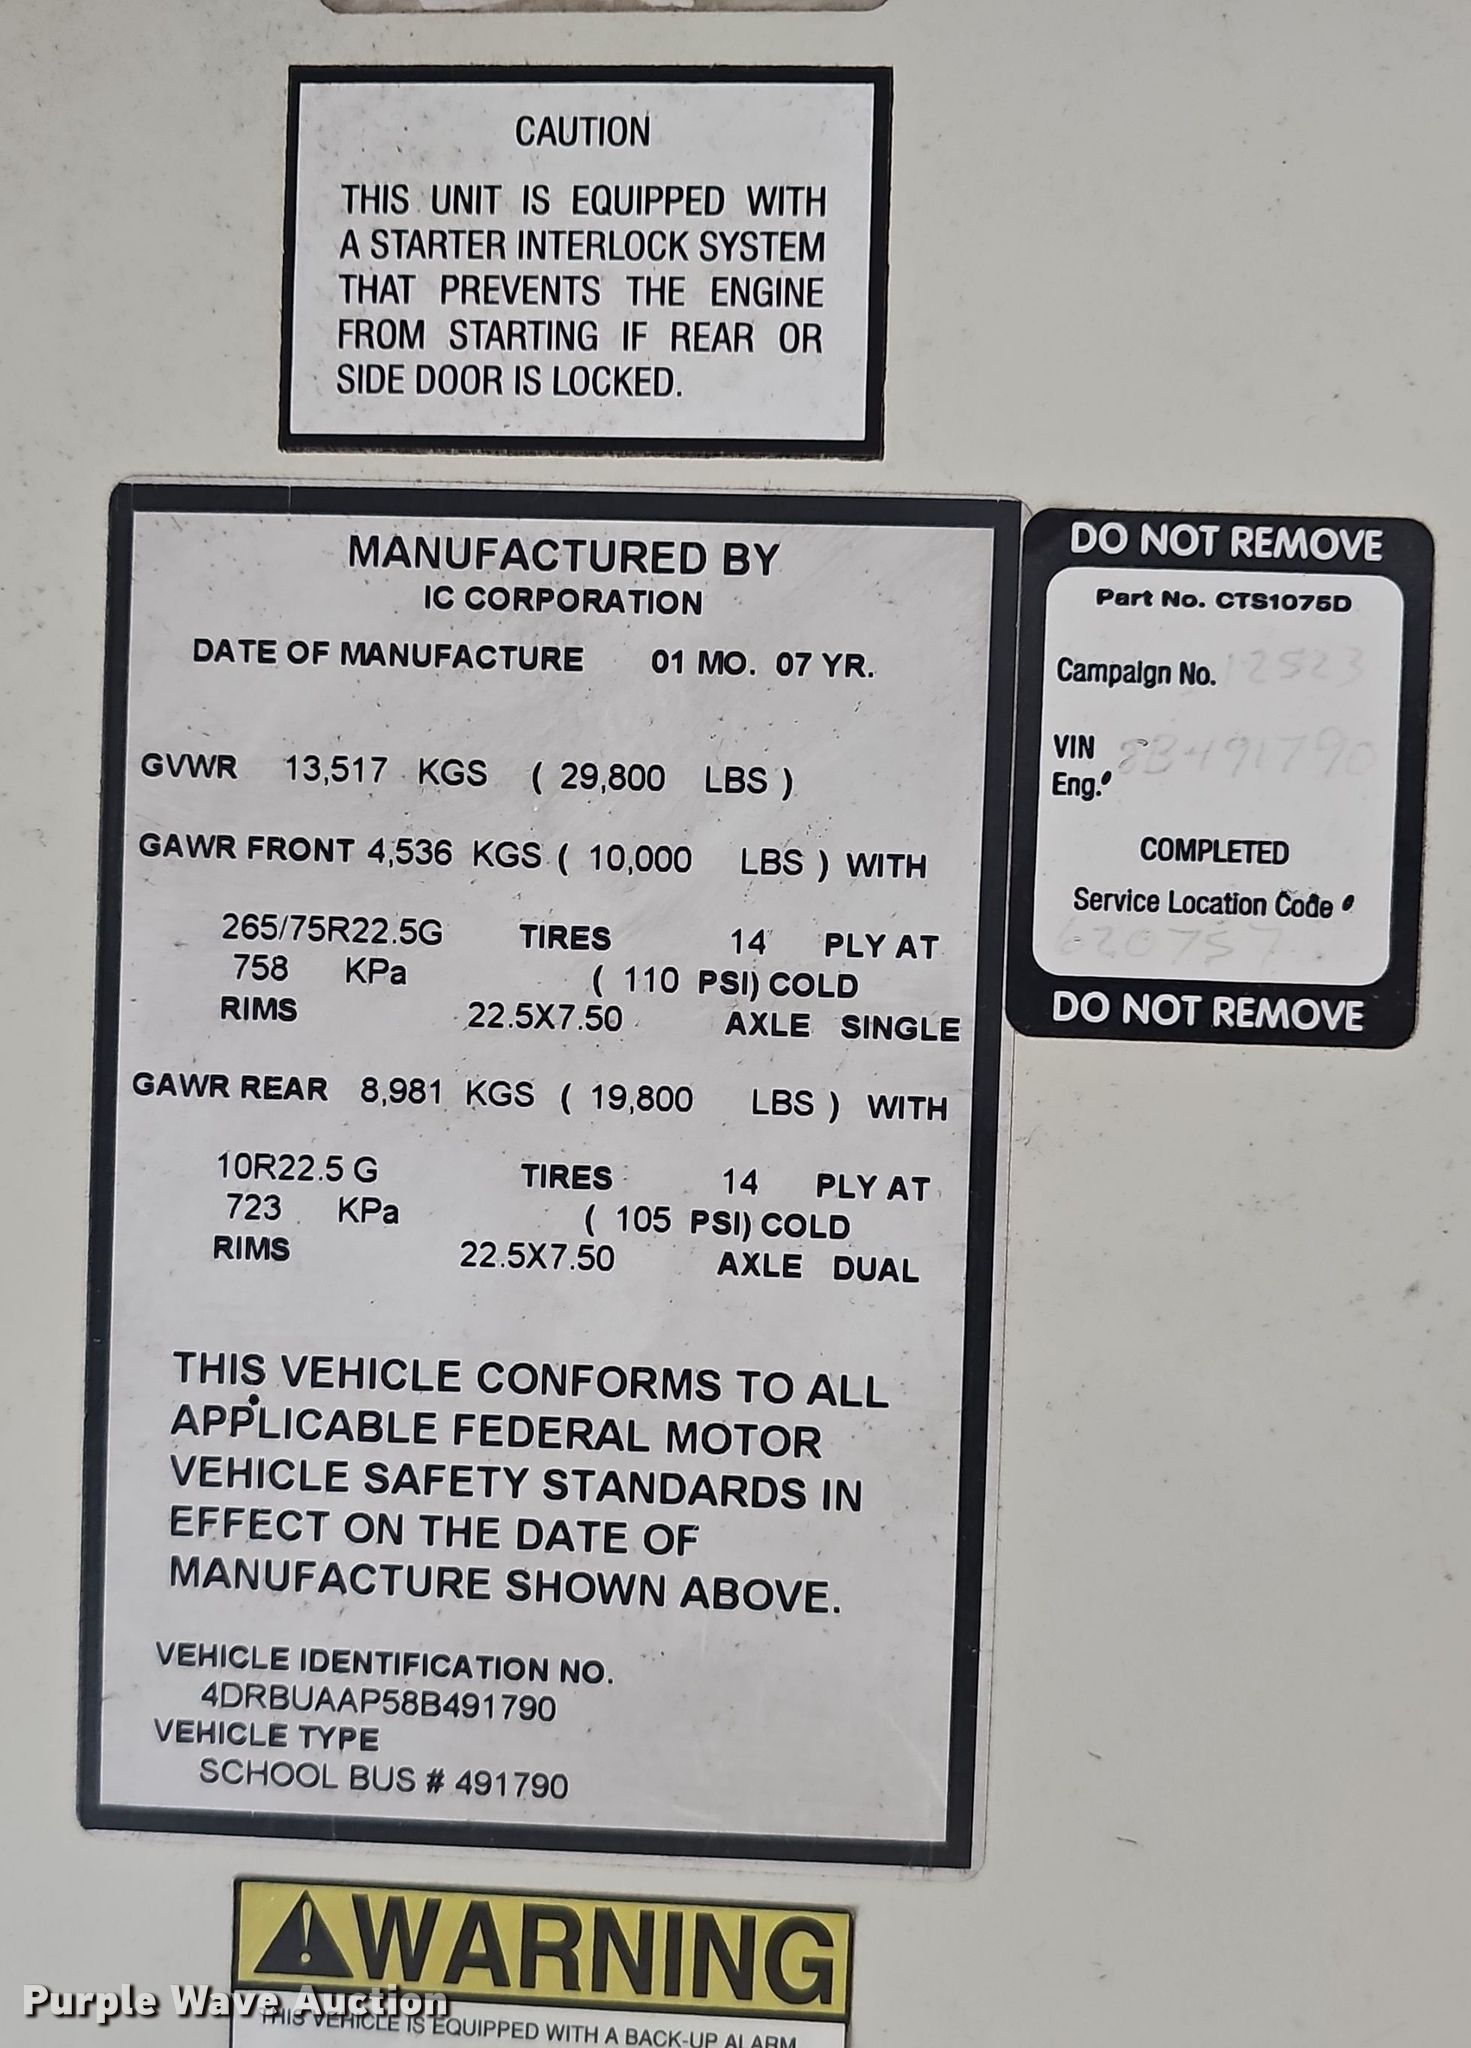 CAUTION
THIS UNIT IS EQUIPPED WITH
A STARTER INTERLOCK SYSTEM
THAT PREVENTS THE ENGINE
FROM STARTING IF REAR OR
SIDE DOOR IS LOCKED.
MANUFACTURED BY
IC CORPORATION
DATE OF MANUFACTURE 01 MO. 07 YR.
GVWR 13,517 KGS ( 29,800 LBS )
GAWR FRONT 4,536 KGS ( 10,000 LBS ) WITH
265/75R22.5G TIRES 14 PLY AT
758 KPa ( 110 PSI) COLD
RIMS 22.5X7.50 AXLE SINGLE
GAWR REAR 8,981 KGS ( 19,800 LBS ) WITH
10R22.5 G TIRES 14 PLY AT
723 KPa ( 105 PSI) COLD
RIMS 22.5X7.50 AXLE DUAL
THIS VEHICLE CONFORMS TO ALL
APPLICABLE FEDERAL MOTOR
VEHICLE SAFETY STANDARDS IN
EFFECT ON THE DATE OF
MANUFACTURE SHOWN ABOVE.
VEHICLE IDENTIFICATION NO.
4DRBUAAP58B491790
VEHICLE TYPE
SCHOOL BUS # 491790
DO NOT REMOVE
Part No. CTS1075D
Campaign No. 12523
VIN 8B491790
Eng.
COMPLETED
Service Location Code
620757
DO NOT REMOVE
WARNING
THIS VEHICLE IS EQUIPPED WITH A BACK-UP ALARM
Purple Wave Auction